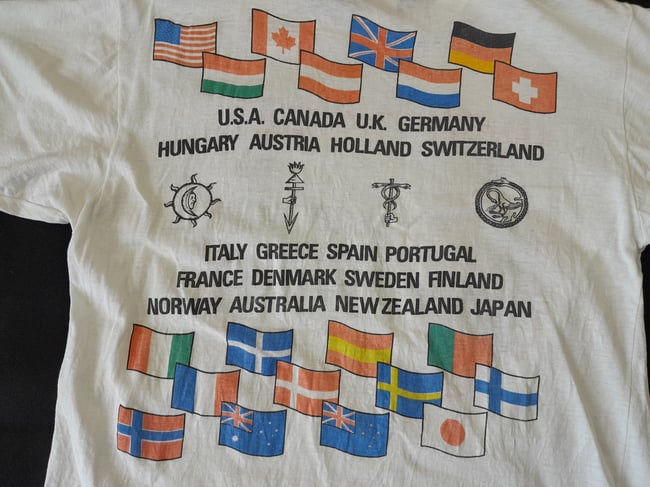 U.S.A. CANADA U.K. GERMANY
HUNGARY AUSTRIA HOLLAND SWITZERLAND
ITALY GREECE SPAIN PORTUGAL
FRANCE DENMARK SWEDEN FINLAND
NORWAY AUSTRALIA NEW ZEALAND JAPAN